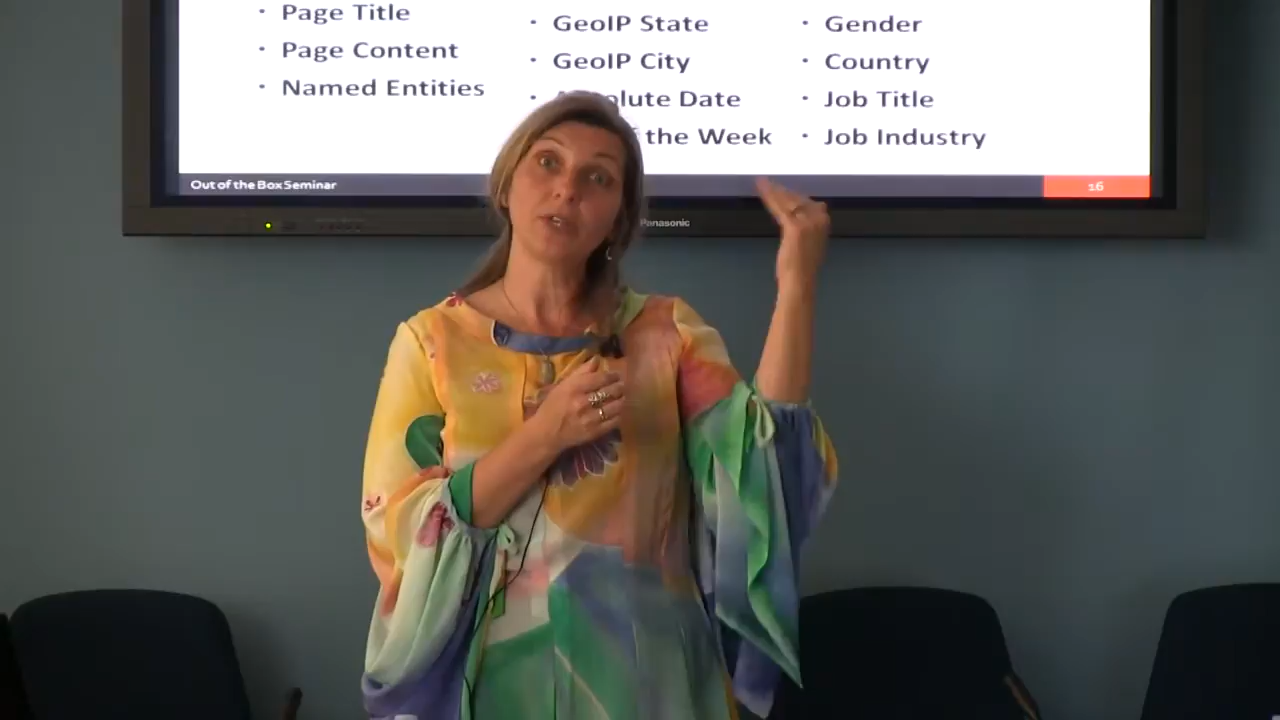 Page Title
Page Content
Named Entities
GeoIP State
GeoIP City
Date
the Week
Gender
Country
Job Title
Job Industry
Out of the Box Seminar
16
Panasonic